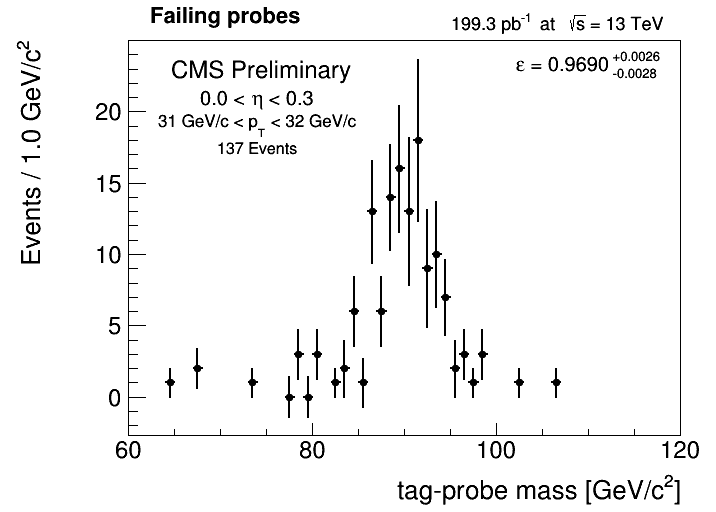 Failing probes
199.3 pb⁻¹ at √s = 13 TeV
CMS Preliminary
0.0 < η < 0.3
31 GeV/c < p_T < 32 GeV/c
137 Events
ε = 0.9690 +0.0026 -0.0028
Events / 1.0 GeV/c²
20
15
10
5
0
60 80 100 120
tag-probe mass [GeV/c²]